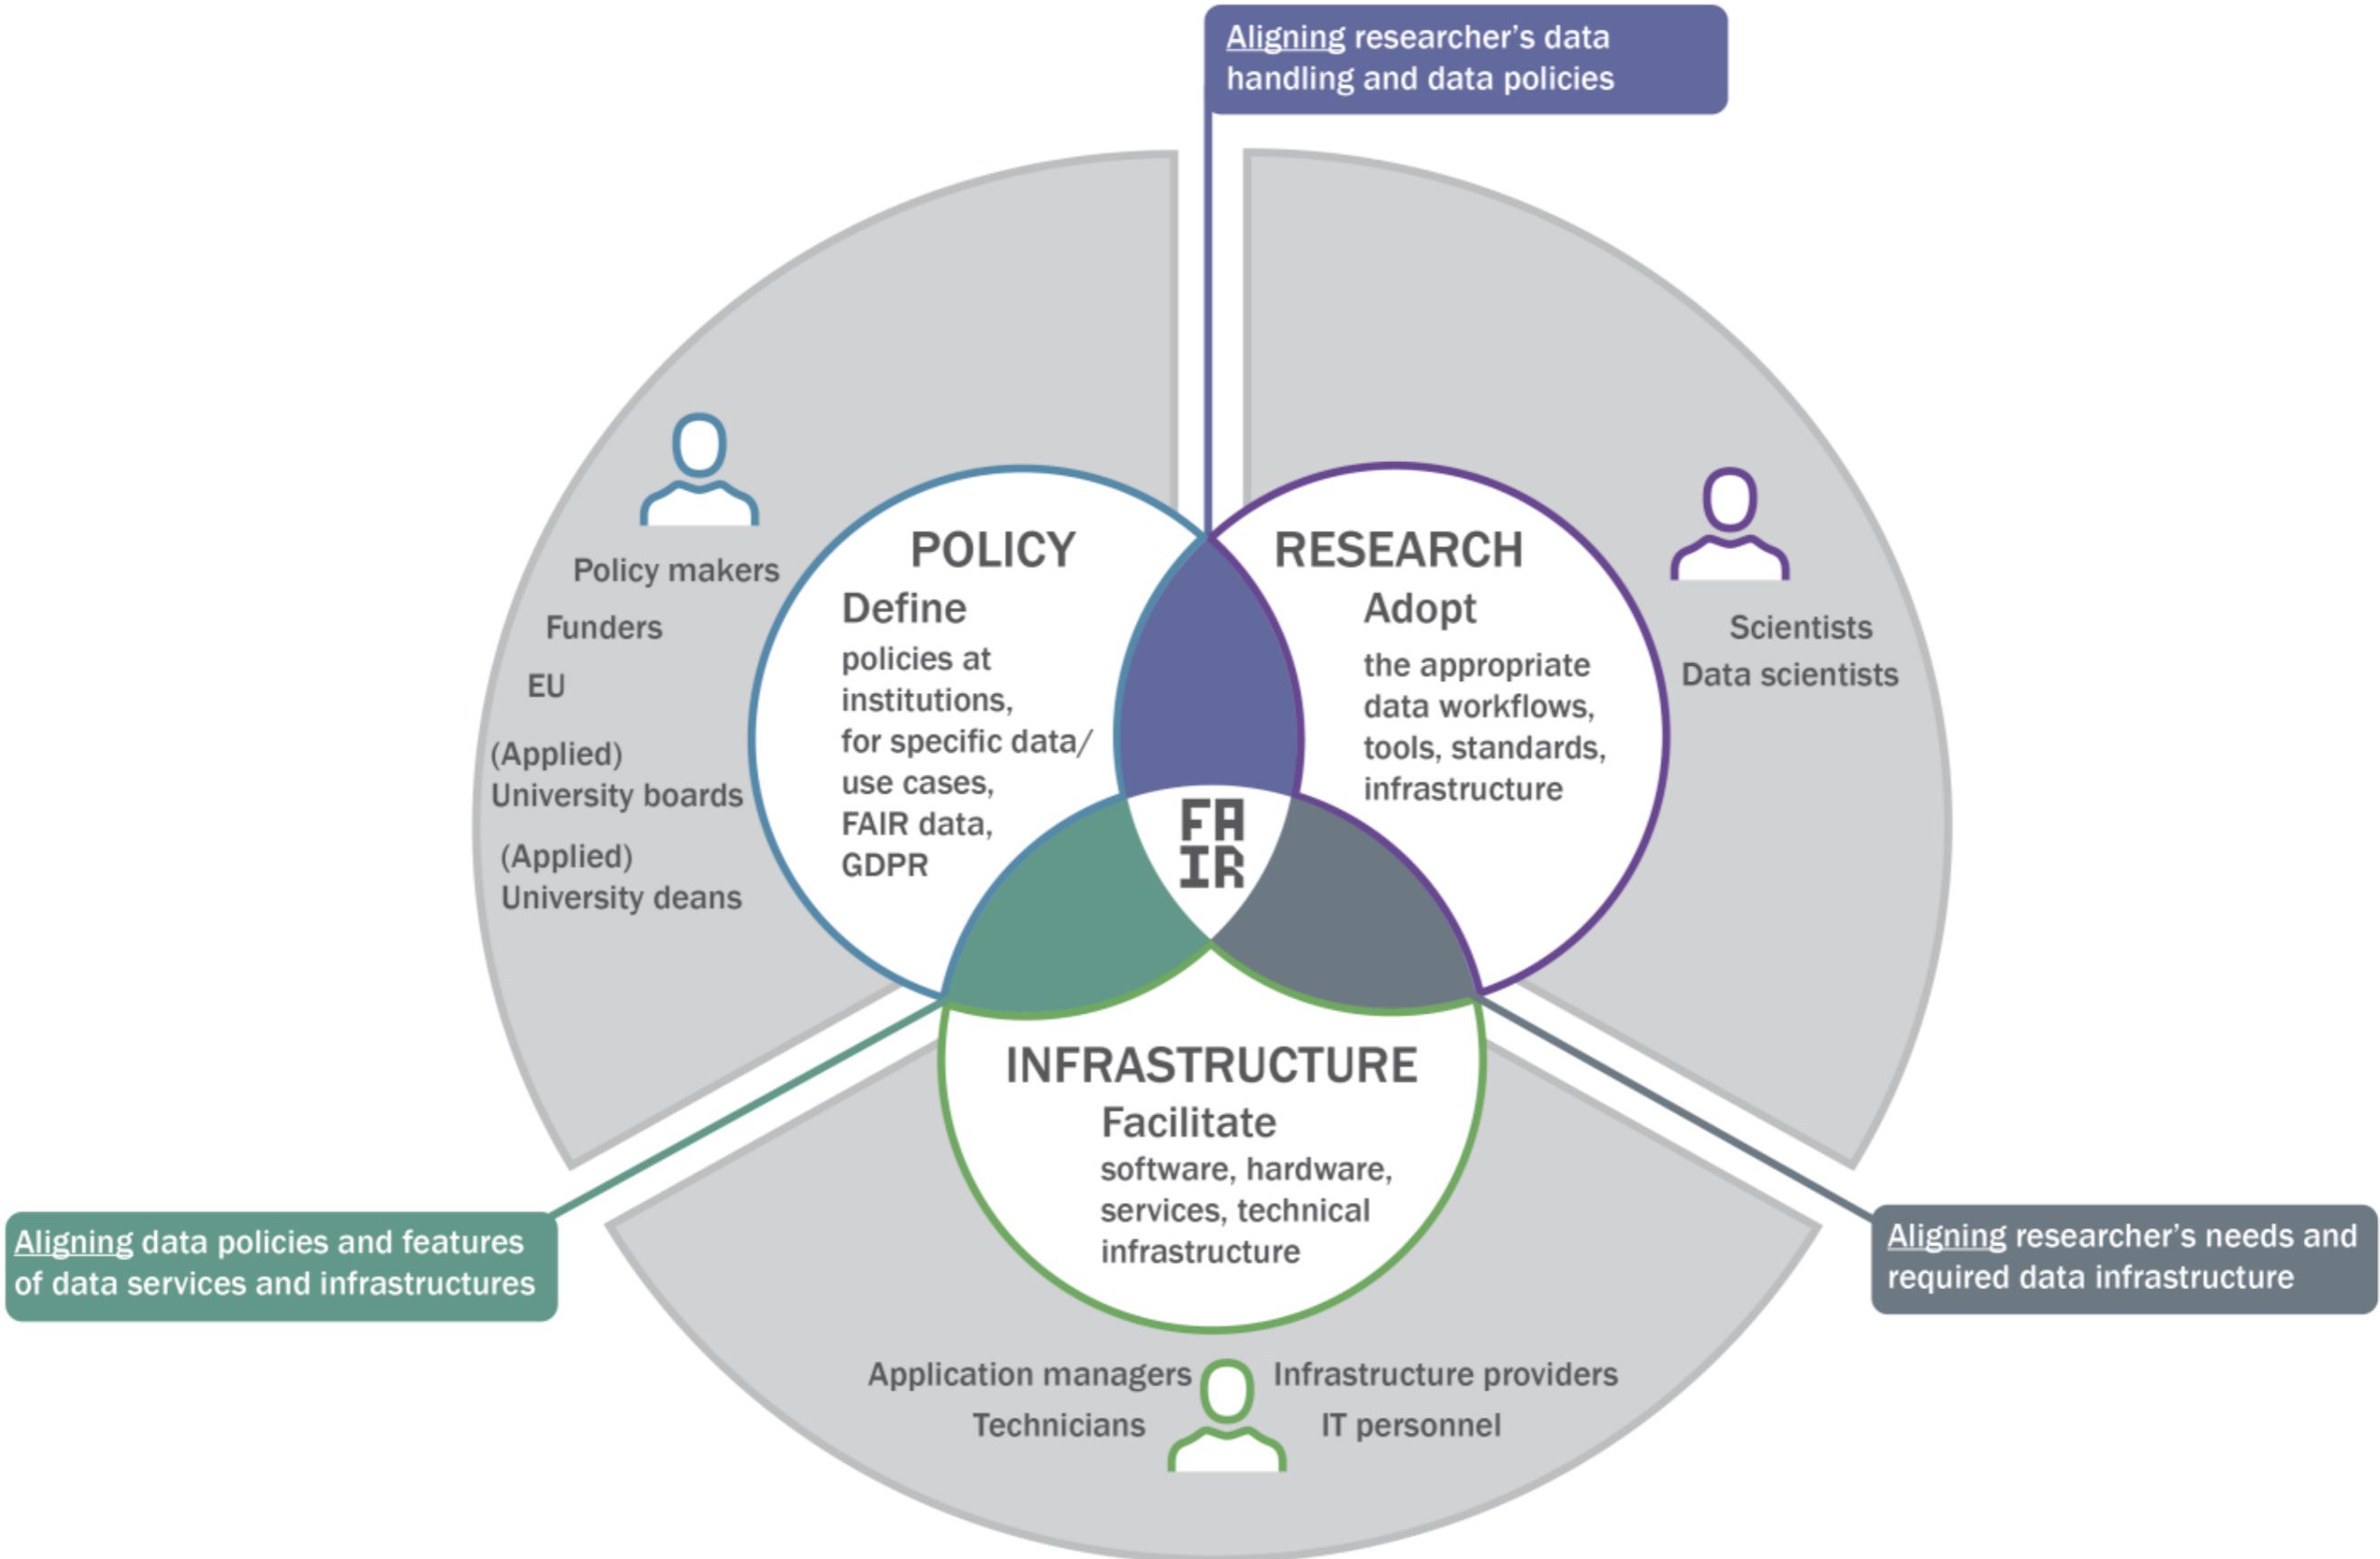 Aligning researcher's data
handling and data policies
Policy makers
Funders
EU
(Applied)
University boards
(Applied)
University deans
POLICY
Define
policies at
institutions,
for specific data/
use cases,
FAIR data,
GDPR
RESEARCH
Adopt
the appropriate
data workflows,
tools, standards,
infrastructure
Scientists
Data scientists
FA
IR
INFRASTRUCTURE
Facilitate
software, hardware,
services, technical
infrastructure
Aligning data policies and features
of data services and infrastructures
Aligning researcher's needs and
required data infrastructure
Application managers
Technicians
Infrastructure providers
IT personnel